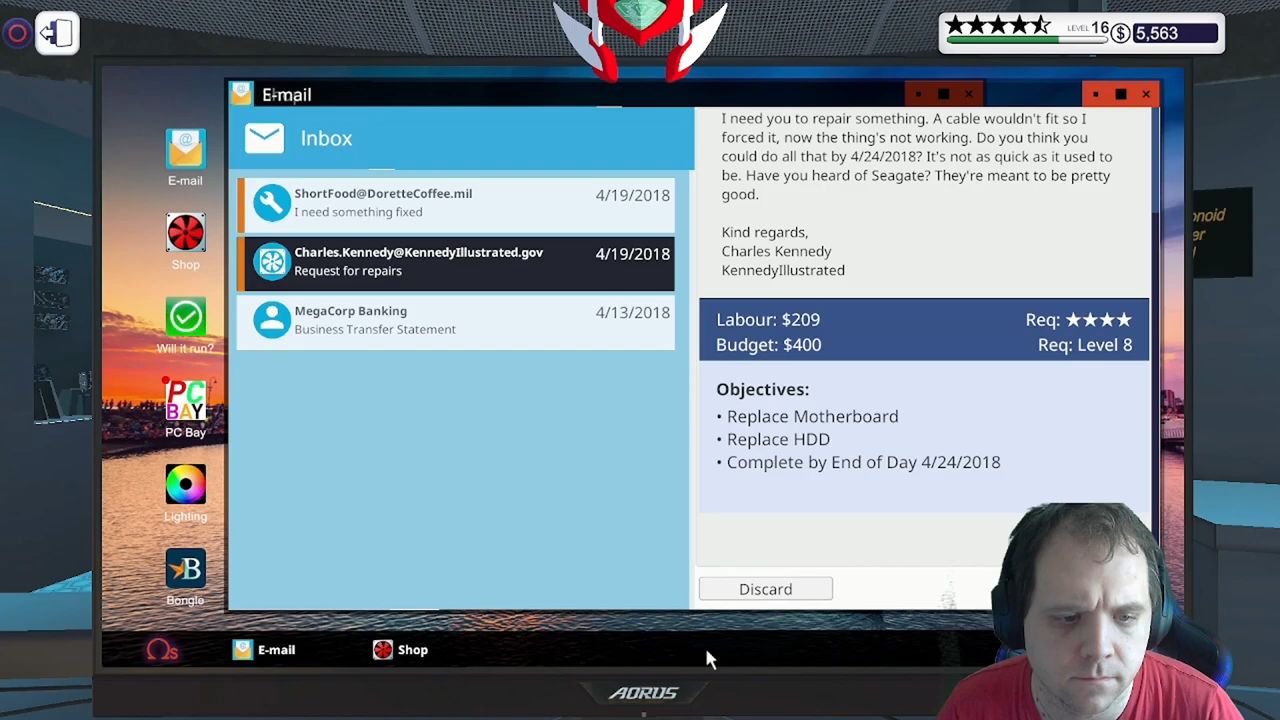 LEVEL 16
$ 5,563
E-mail
Inbox
ShortFood@DoretteCoffee.mil
4/19/2018
I need something fixed
Charles.Kennedy@KennedyIllustrated.gov
4/19/2018
Request for repairs
MegaCorp Banking
4/13/2018
Business Transfer Statement
I need you to repair something. A cable wouldn't fit so I
forced it, now the thing's not working. Do you think you
could do all that by 4/24/2018? It's not as quick as it used to
be. Have you heard of Seagate? They're meant to be pretty
good.
Kind regards,
Charles Kennedy
KennedyIllustrated
Labour: $209
Req: ★★★★
Budget: $400
Req: Level 8
Objectives:
• Replace Motherboard
• Replace HDD
• Complete by End of Day 4/24/2018
Discard
E-mail
Shop
Will it run?
PC
BAY
PC Bay
Lighting
B
Bongle
Ωs
E-mail
Shop
AORUS